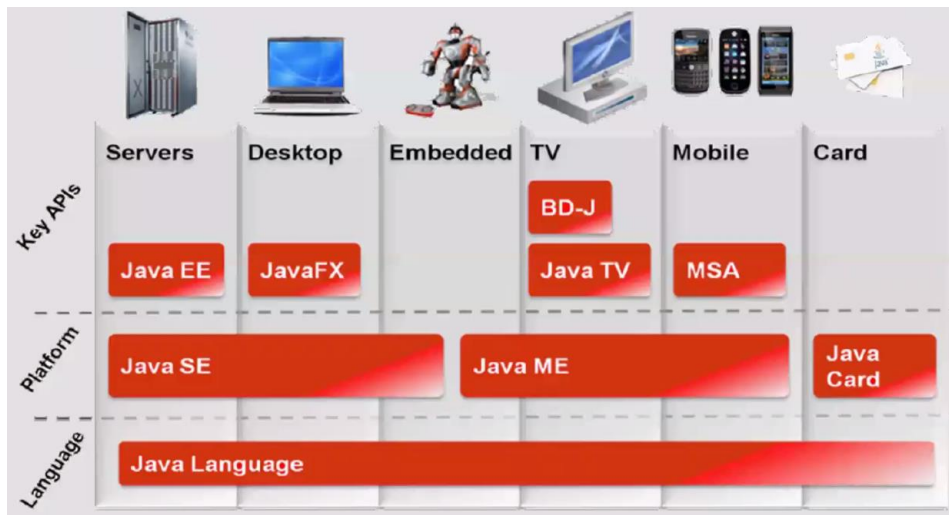 Servers
Desktop
Embedded
TV
Mobile
Card
Key APIs
BD-J
Java EE
JavaFX
Java TV
MSA
Platform
Java SE
Java ME
Java
Card
Language
Java Language